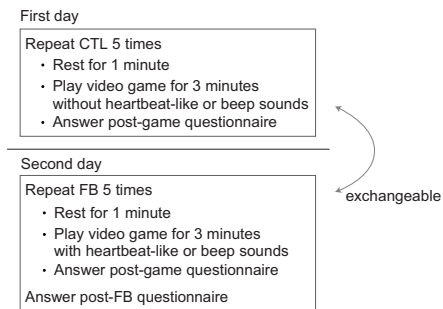 First day
Repeat CTL 5 times
• Rest for 1 minute
• Play video game for 3 minutes
without heartbeat-like or beep sounds
• Answer post-game questionnaire
Second day
Repeat FB 5 times
• Rest for 1 minute
• Play video game for 3 minutes
with heartbeat-like or beep sounds
• Answer post-game questionnaire
Answer post-FB questionnaire
exchangeable